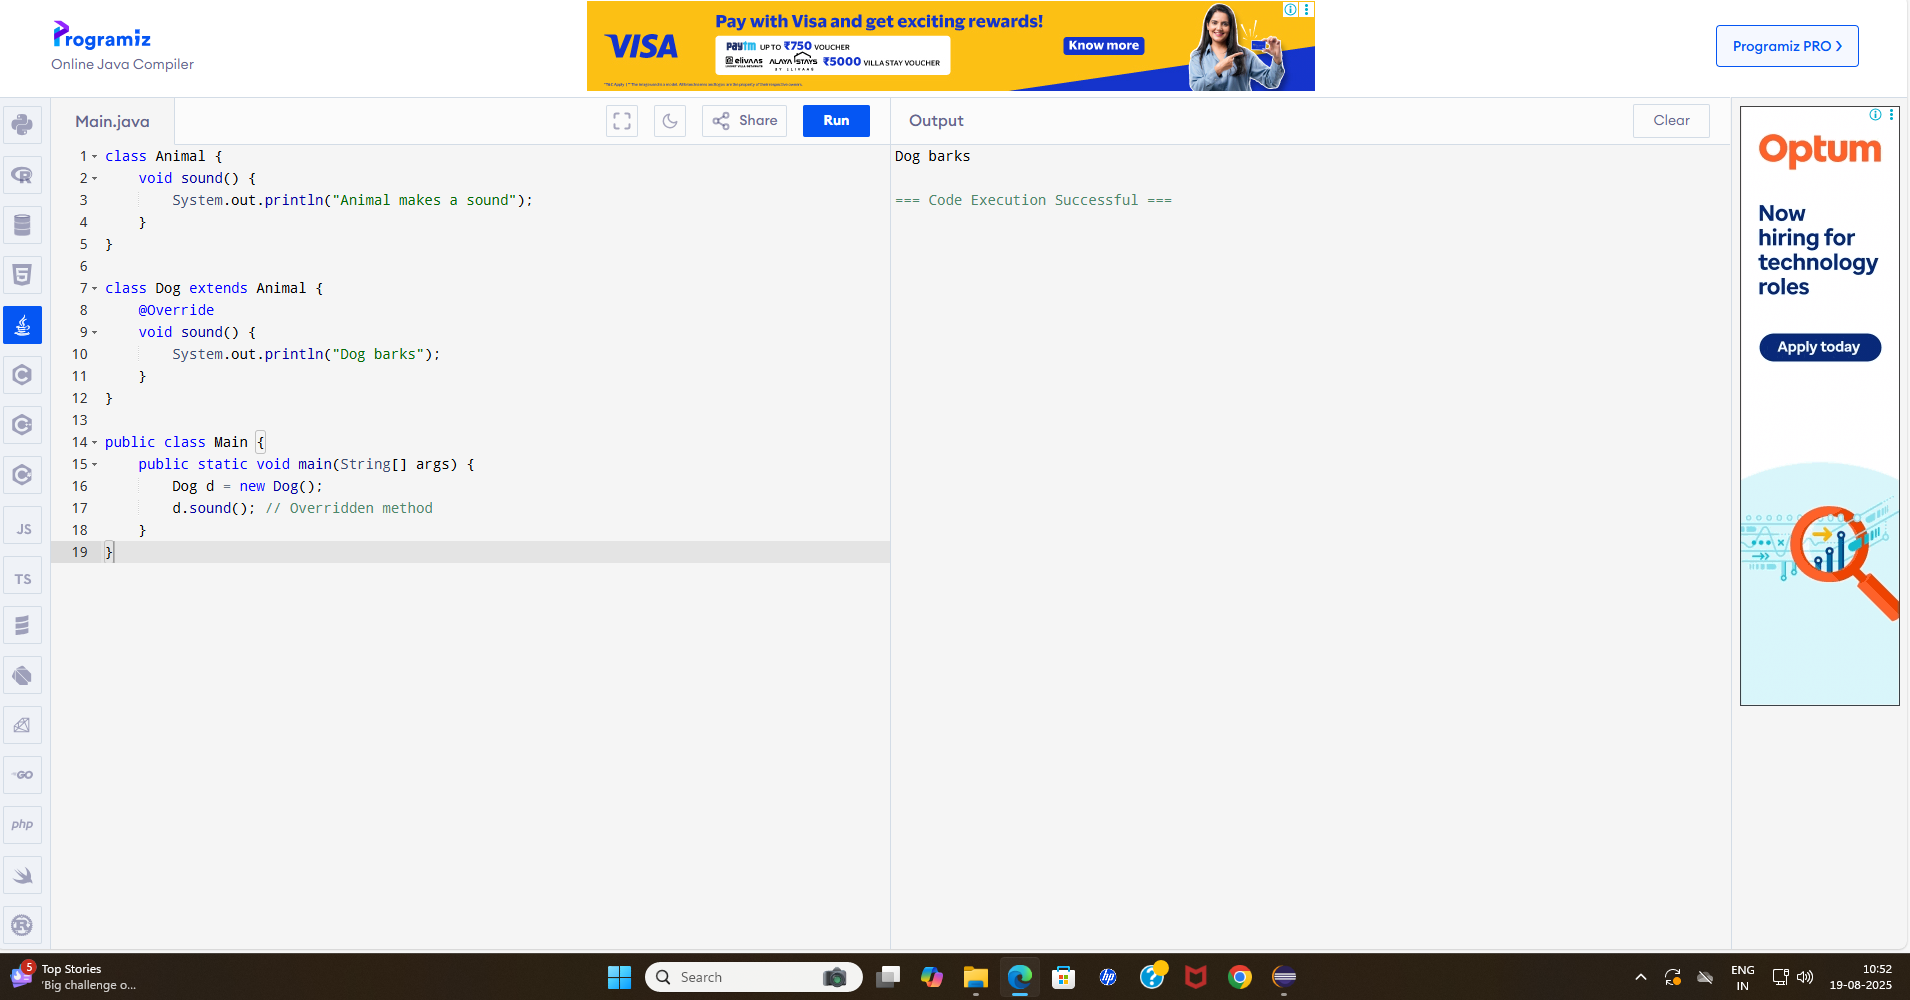 Programiz
Online Java Compiler
VISA
Pay with Visa and get exciting rewards!
paytm UP TO ₹750 VOUCHER
elivaas ALAYA STAYS ₹5000 VILLA STAY VOUCHER
BY ELIVAAS
Know more
Programiz PRO ›
Main.java
Share
Run
Output
Clear
1 class Animal {
2     void sound() {
3         System.out.println("Animal makes a sound");
4     }
5 }
6
7 class Dog extends Animal {
8     @Override
9     void sound() {
10         System.out.println("Dog barks");
11     }
12 }
13
14 public class Main {
15     public static void main(String[] args) {
16         Dog d = new Dog();
17         d.sound(); // Overridden method
18     }
19 }
Dog barks
=== Code Execution Successful ===
Optum
Now
hiring for
technology
roles
Apply today
JS
TS
GO
php
5
Top Stories
'Big challenge o...
Search
hp
ENG
IN
10:52
19-08-2025